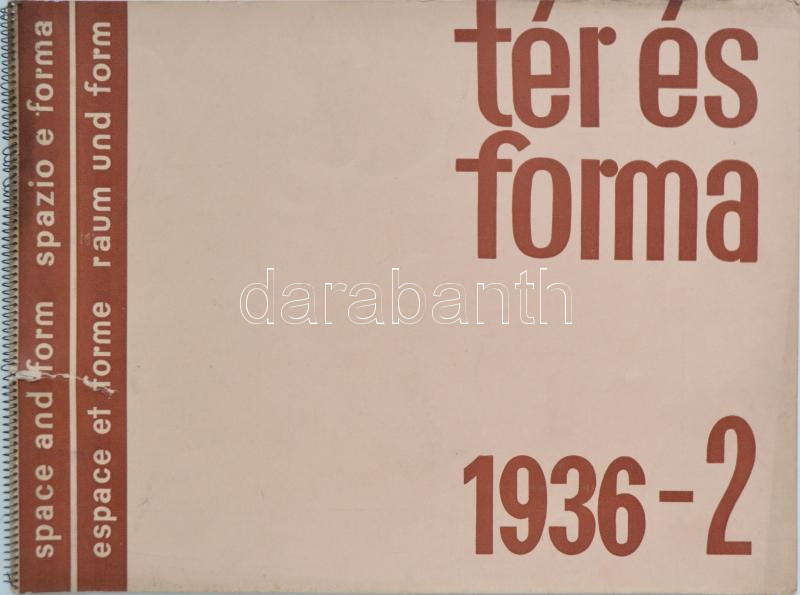 tér és
forma
1936-2
space and form spazio e forma
espace et forme raum und form
darabanth